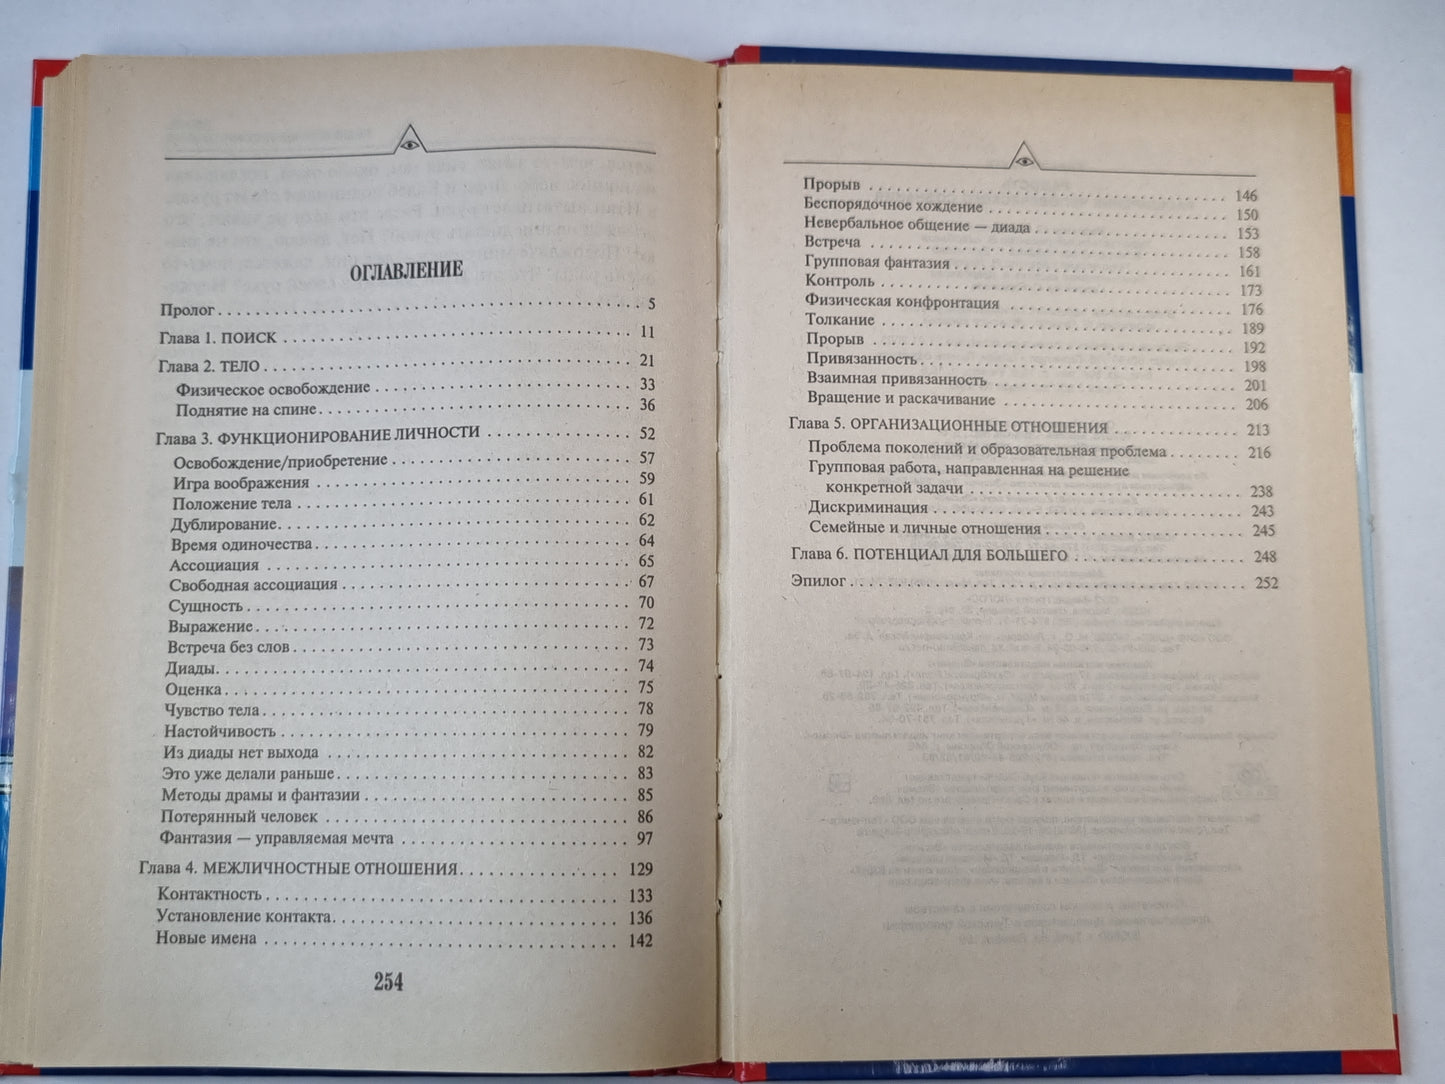 ОГЛАВЛЕНИЕ
Пролог . . . . . . . . . . . . . . . . . . . . 5
Глава 1. ПОИСК . . . . . . . . . . . . . . . . . . . . 11
Глава 2. ТЕЛО . . . . . . . . . . . . . . . . . . . . 21
Физическое освобождение . . . . . . . . . . . . . . . . . . . . 33
Поднятие на спине . . . . . . . . . . . . . . . . . . . . 36
Глава 3. ФУНКЦИОНИРОВАНИЕ ЛИЧНОСТИ . . . . . . . . . . 52
Освобождение/приобретение . . . . . . . . . . . . . . . . . . . . 57
Игра воображения . . . . . . . . . . . . . . . . . . . . 59
Положение тела . . . . . . . . . . . . . . . . . . . . 61
Дублирование . . . . . . . . . . . . . . . . . . . . 62
Время одиночества . . . . . . . . . . . . . . . . . . . . 64
Ассоциация . . . . . . . . . . . . . . . . . . . . 65
Свободная ассоциация . . . . . . . . . . . . . . . . . . . . 67
Сущность . . . . . . . . . . . . . . . . . . . . 70
Выражение . . . . . . . . . . . . . . . . . . . . 72
Встреча без слов . . . . . . . . . . . . . . . . . . . . 73
Диады . . . . . . . . . . . . . . . . . . . . 74
Оценка . . . . . . . . . . . . . . . . . . . . 75
Чувство тела . . . . . . . . . . . . . . . . . . . . 78
Настойчивость . . . . . . . . . . . . . . . . . . . . 79
Из диады нет выхода . . . . . . . . . . . . . . . . . . . . 82
Это уже делали раньше . . . . . . . . . . . . . . . . . . . . 83
Методы драмы и фантазии . . . . . . . . . . . . . . . . . . . . 85
Потерянный человек . . . . . . . . . . . . . . . . . . . . 86
Фантазия — управляемая мечта . . . . . . . . . . . . . . . 97
Глава 4. МЕЖЛИЧНОСТНЫЕ ОТНОШЕНИЯ . . . . . . . . . . 129
Контактность . . . . . . . . . . . . . . . . . . . . 133
Установление контакта . . . . . . . . . . . . . . . . . . . . 136
Новые имена . . . . . . . . . . . . . . . . . . . . 142
254
Прорыв . . . . . . . . . . . . . . . . . . . . 146
Беспорядочное хождение . . . . . . . . . . . . . . . . . . . . 150
Невербальное общение — диада . . . . . . . . . . . . . . . 153
Встреча . . . . . . . . . . . . . . . . . . . . 158
Групповая фантазия . . . . . . . . . . . . . . . . . . . . 161
Контроль . . . . . . . . . . . . . . . . . . . . 173
Физическая конфронтация . . . . . . . . . . . . . . . . . . 176
Толкание . . . . . . . . . . . . . . . . . . . . 189
Прорыв . . . . . . . . . . . . . . . . . . . . 192
Привязанность . . . . . . . . . . . . . . . . . . . . 198
Взаимная привязанность . . . . . . . . . . . . . . . . . . . . 201
Вращение и раскачивание . . . . . . . . . . . . . . . . . . 206
Глава 5. ОРГАНИЗАЦИОННЫЕ ОТНОШЕНИЯ . . . . . . . . . . 213
Проблема поколений и образовательная проблема . . . . . . . 216
Групповая работа, направленная на решение
конкретной задачи . . . . . . . . . . . . . . . . . . . . 238
Дискриминация . . . . . . . . . . . . . . . . . . . . 243
Семейные и личные отношения . . . . . . . . . . . . . . . 245
Глава 6. ПОТЕНЦИАЛ ДЛЯ БОЛЬШЕГО . . . . . . . . . . . . 248
Эпилог . . . . . . . . . . . . . . . . . . . . 252